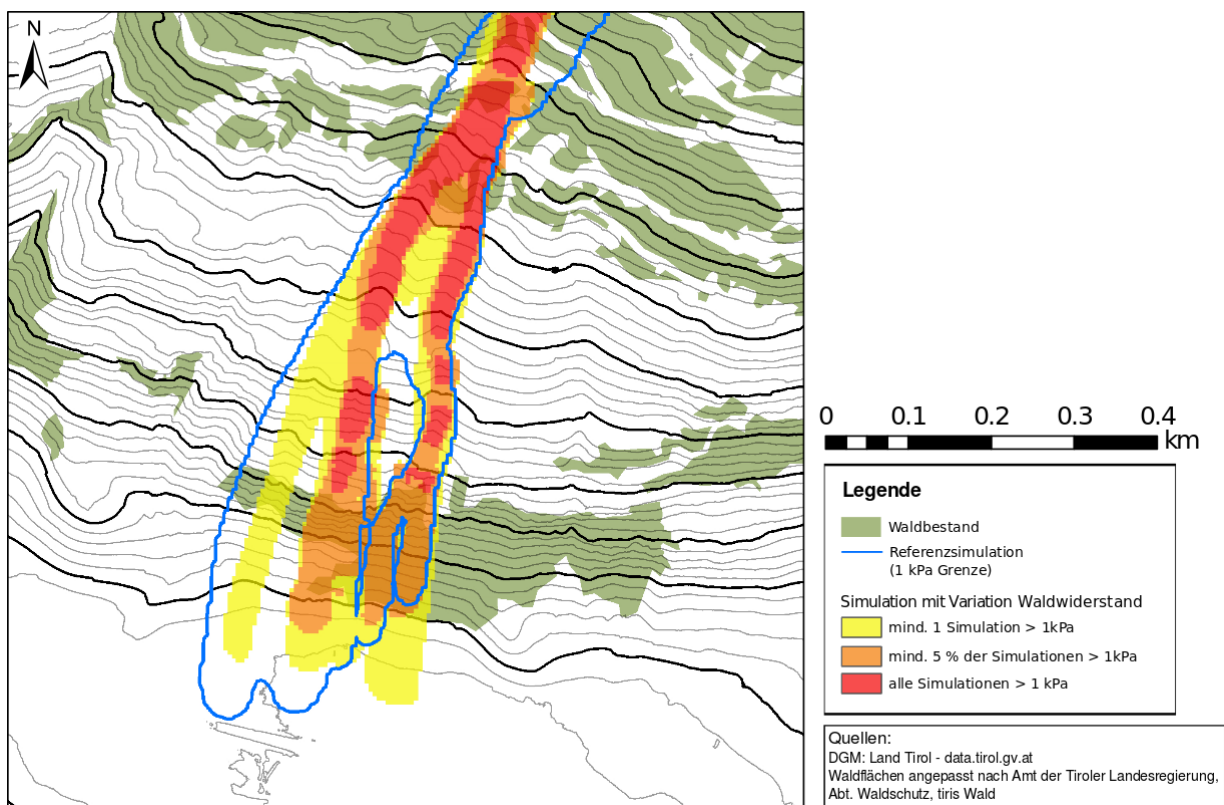 N
0 0.1 0.2 0.3 0.4
km
Legende
Waldbestand
Referenzsimulation
(1 kPa Grenze)
Simulation mit Variation Waldwiderstand
mind. 1 Simulation > 1kPa
mind. 5 % der Simulationen > 1kPa
alle Simulationen > 1 kPa
Quellen:
DGM: Land Tirol - data.tirol.gv.at
Waldflächen angepasst nach Amt der Tiroler Landesregierung,
Abt. Waldschutz, tiris Wald